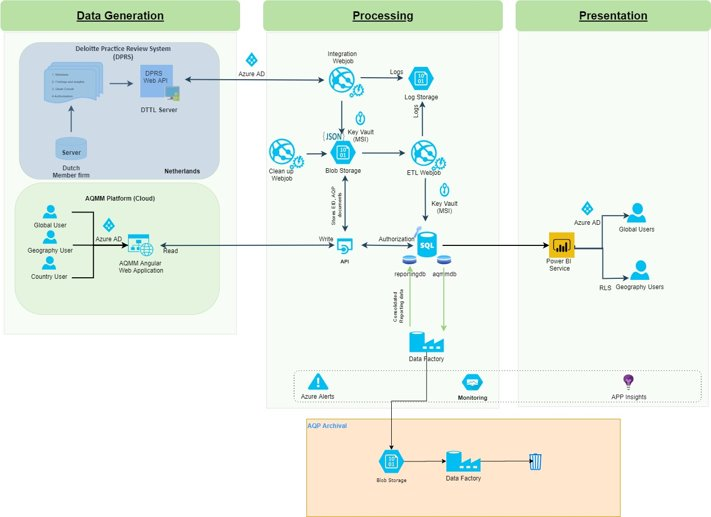 Data Generation
Processing
Presentation
Deloitte Practice Review System
(DPRS)
DPRS
Web API
DTTL Server
Server
Dutch
Member firm
Netherlands
Azure AD
Integration
Webjob
Logs
Log Storage
Logs
Key Vault
(MSI)
{JSON}
Clean up
Webjob
Blob Storage
ETL Webjob
Key Vault
(MSI)
Stores EID, AQP
documents
AQMM Platform (Cloud)
Global User
Geography User
Country User
Azure AD
AQMM Angular
Web Application
Read
Write
API
Authorization
SQL
reportingdb
aqmmdb
Consolidated
Reporting data
Data Factory
Power BI
Service
Azure AD
Global Users
RLS
Geography Users
Azure Alerts
Monitoring
APP Insights
AQP Archival
Blob Storage
Data Factory